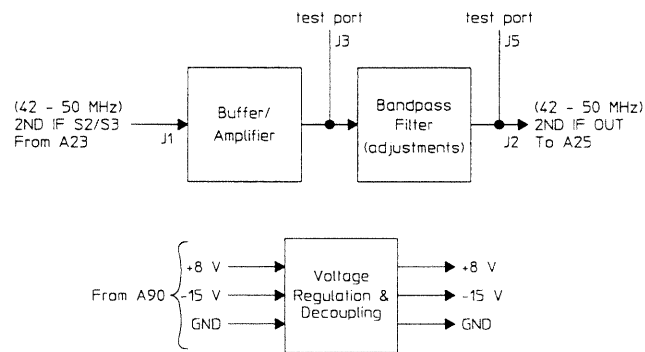 test port
J3
test port
J5
(42 - 50 MHz)
2ND IF S2/S3
From A23
J1
Buffer/
Amplifier
Bandpass
Filter
(adjustments)
J2
(42 - 50 MHz)
2ND IF OUT
To A25
From A90
+8 V
-15 V
GND
Voltage
Regulation &
Decoupling
+8 V
-15 V
GND